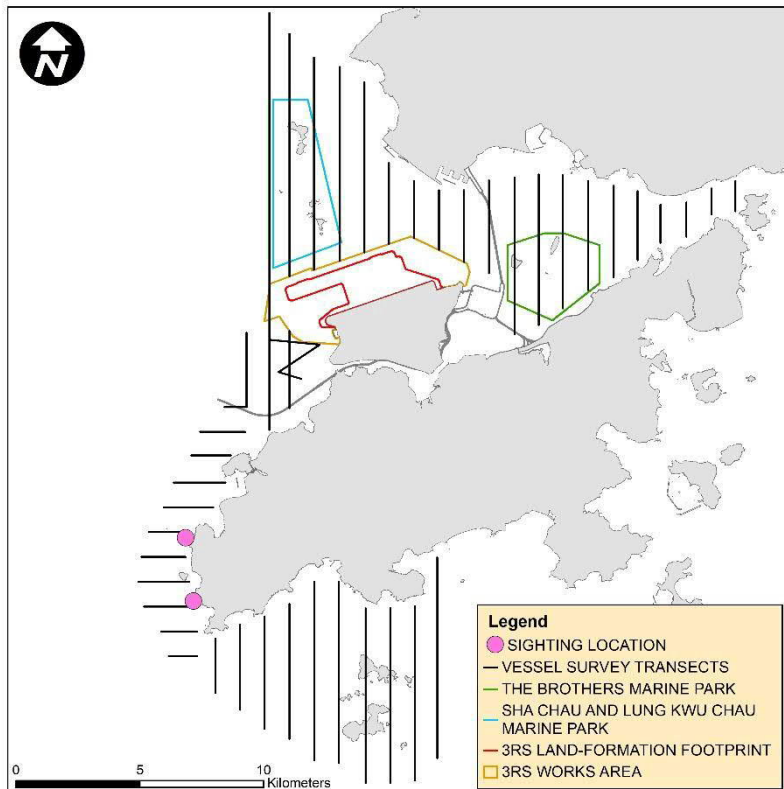 N
Legend
SIGHTING LOCATION
VESSEL SURVEY TRANSECTS
THE BROTHERS MARINE PARK
SHA CHAU AND LUNG KWU CHAU
MARINE PARK
3RS LAND-FORMATION FOOTPRINT
3RS WORKS AREA
0 5 10
Kilometers